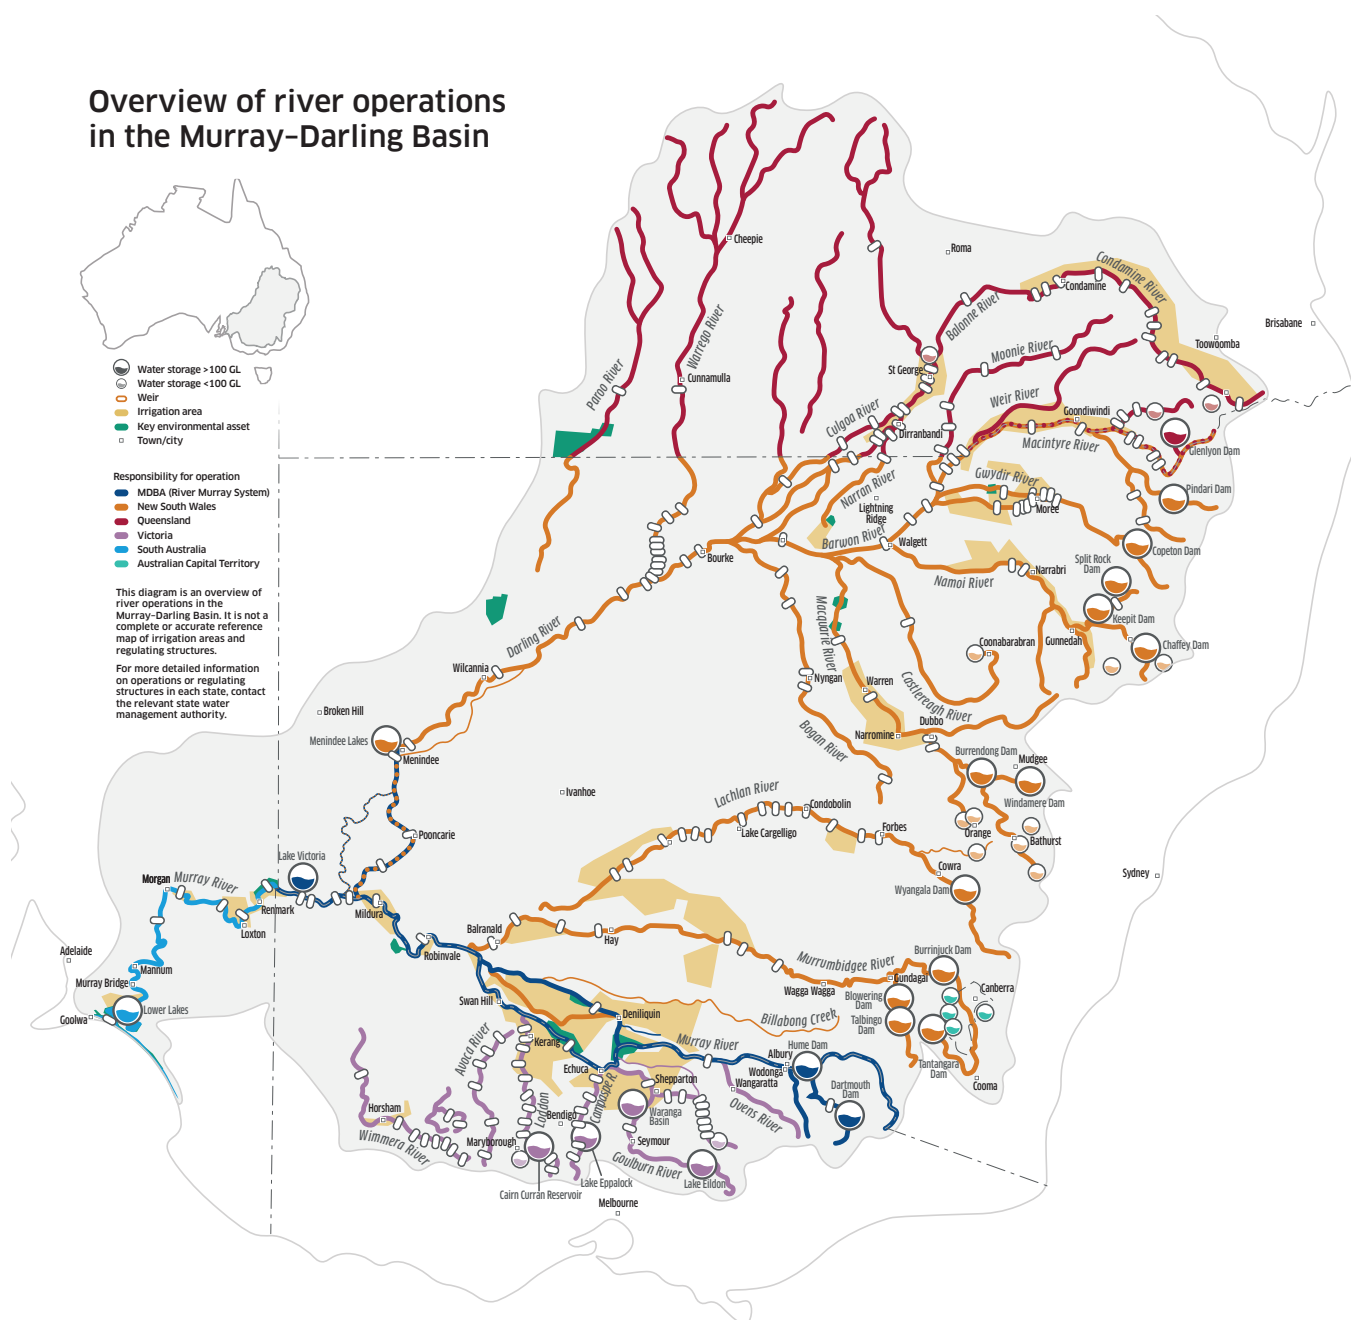 Overview of river operations
in the Murray–Darling Basin
Water storage >100 GL
Water storage <100 GL
Weir
Irrigation area
Key environmental asset
Town/city
Responsibility for operation
MDBA (River Murray System)
New South Wales
Queensland
Victoria
South Australia
Australian Capital Territory
This diagram is an overview of
river operations in the
Murray–Darling Basin. It is not a
complete or accurate reference
map of irrigation areas and
regulating structures.
For more detailed information
on operations or regulating
structures in each state, contact
the relevant state water
management authority.
Cheepie
Roma
Condamine River
Condamine
Balonne River
Brisbane
Toowoomba
Warrego River
Paroo River
Cunnamulla
St George
Moonie River
Weir River
Culgoa River
Dirranbandi
Goondiwindi
Macintyre River
Glenlyon Dam
Gwydir River
Pindari Dam
Narran River
Lightning
Ridge
Moree
Barwon River
Walgett
Copeton Dam
Bourke
Split Rock
Dam
Narrabri
Namoi River
Keepit Dam
Macquarie River
Gunnedah
Coonabarabran
Chaffey Dam
Darling River
Wilcannia
Nyngan
Warren
Castlereagh River
Broken Hill
Menindee Lakes
Menindee
Bogan River
Narromine
Dubbo
Burrendong Dam
Mudgee
Windamere Dam
Ivanhoe
Lachlan River
Condobolin
Lake Cargelligo
Forbes
Orange
Bathurst
Pooncarie
Cowra
Wyangala Dam
Sydney
Lake Victoria
Morgan
Murray River
Renmark
Loxton
Mildura
Balranald
Hay
Robinvale
Murrumbidgee River
Burrinjuck Dam
Gundagai
Wagga Wagga
Canberra
Blowering
Dam
Talbingo
Dam
Tantangara
Dam
Cooma
Adelaide
Mannum
Murray Bridge
Lower Lakes
Goolwa
Swan Hill
Deniliquin
Billabong Creek
Kerang
Avoca River
Murray River
Echuca
Albury
Hume Dam
Wodonga
Wangaratta
Dartmouth
Dam
Shepparton
Ovens River
Campaspe R.
Loddon
Waranga
Basin
Horsham
Wimmera River
Bendigo
Maryborough
Seymour
Goulburn River
Lake Eildon
Lake Eppalock
Cairn Curran Reservoir
Melbourne